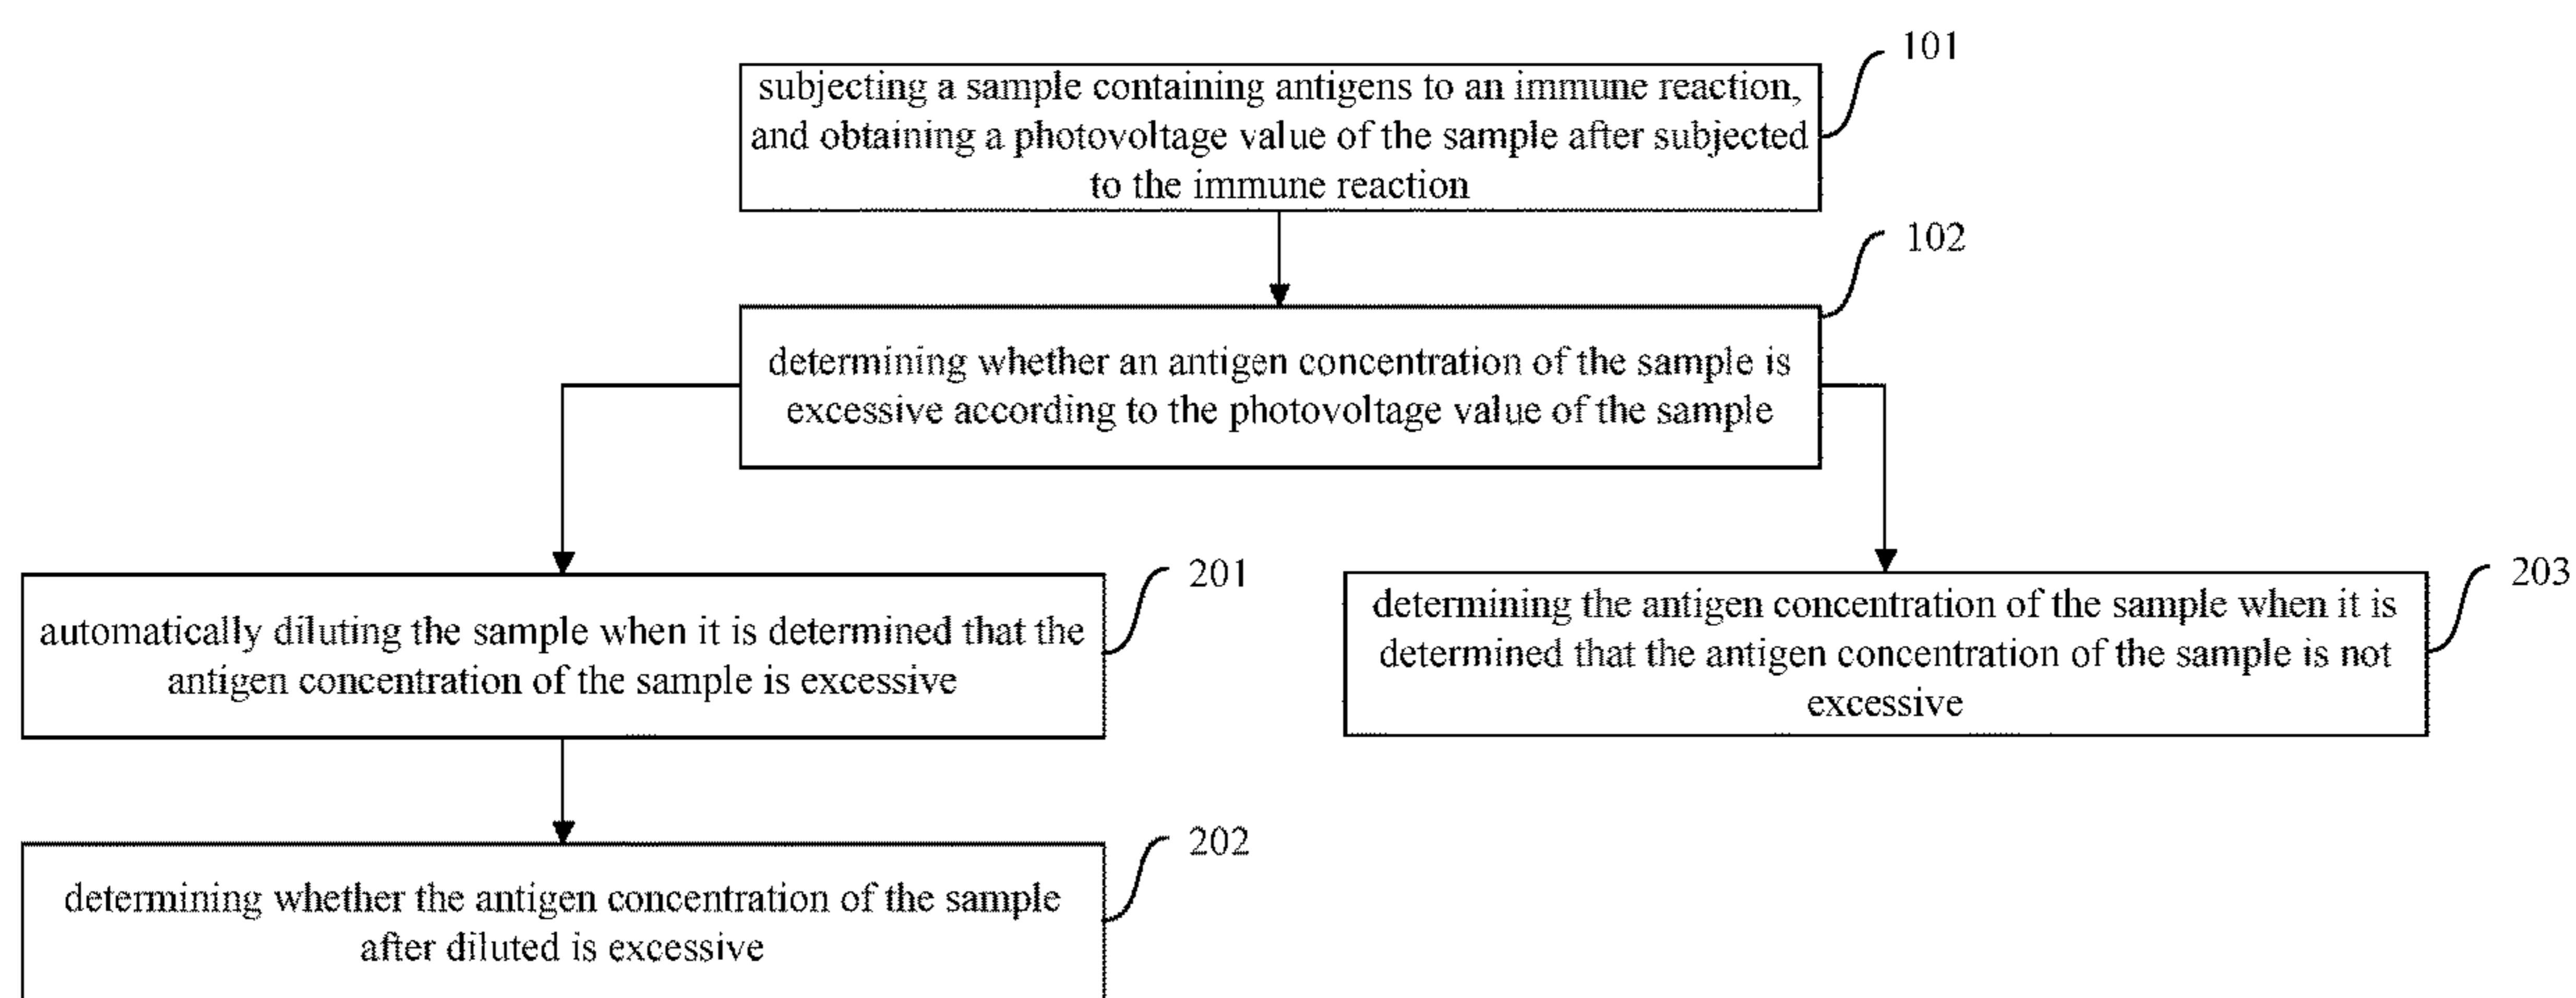 101
subjecting a sample containing antigens to an immune reaction,
and obtaining a photovoltage value of the sample after subjected
to the immune reaction
102
determining whether an antigen concentration of the sample is
excessive according to the photovoltage value of the sample
201
automatically diluting the sample when it is determined that the
antigen concentration of the sample is excessive
203
determining the antigen concentration of the sample when it is
determined that the antigen concentration of the sample is not
excessive
202
determining whether the antigen concentration of the sample
after diluted is excessive